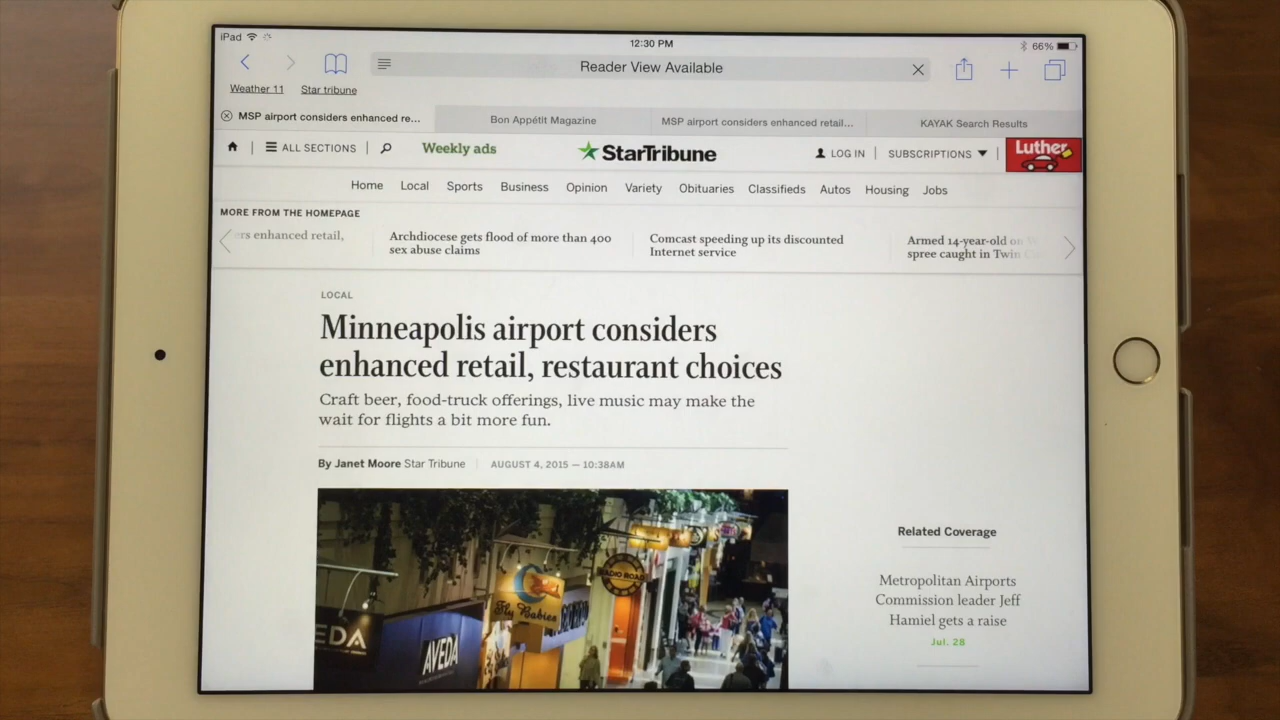 iPad
12:30 PM
66%
Reader View Available
Weather 11
Star tribune
MSP airport considers enhanced re...
Bon Appétit Magazine
MSP airport considers enhanced retail...
KAYAK Search Results
ALL SECTIONS
Weekly ads
StarTribune
LOG IN
SUBSCRIPTIONS
Luther
Home Local Sports Business Opinion Variety Obituaries Classifieds Autos Housing Jobs
MORE FROM THE HOMEPAGE
ers enhanced retail,
Archdiocese gets flood of more than 400
sex abuse claims
Comcast speeding up its discounted
Internet service
Armed 14-year-old on
spree caught in Twin
LOCAL
Minneapolis airport considers
enhanced retail, restaurant choices
Craft beer, food-truck offerings, live music may make the
wait for flights a bit more fun.
By Janet Moore Star Tribune
AUGUST 4, 2015 — 10:38AM
EDA
AVEDA
Fly Babies
RADIO ROAD
Related Coverage
Metropolitan Airports
Commission leader Jeff
Hamiel gets a raise
Jul. 28